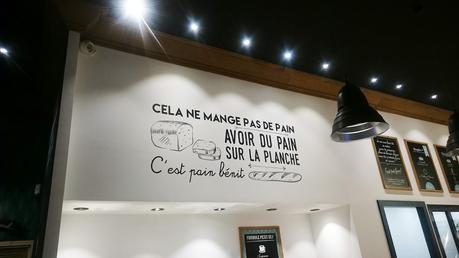 CELA NE MANGE PAS DE PAIN
AVOIR DU PAIN
SUR LA PLANCHE
C'est pain bénit